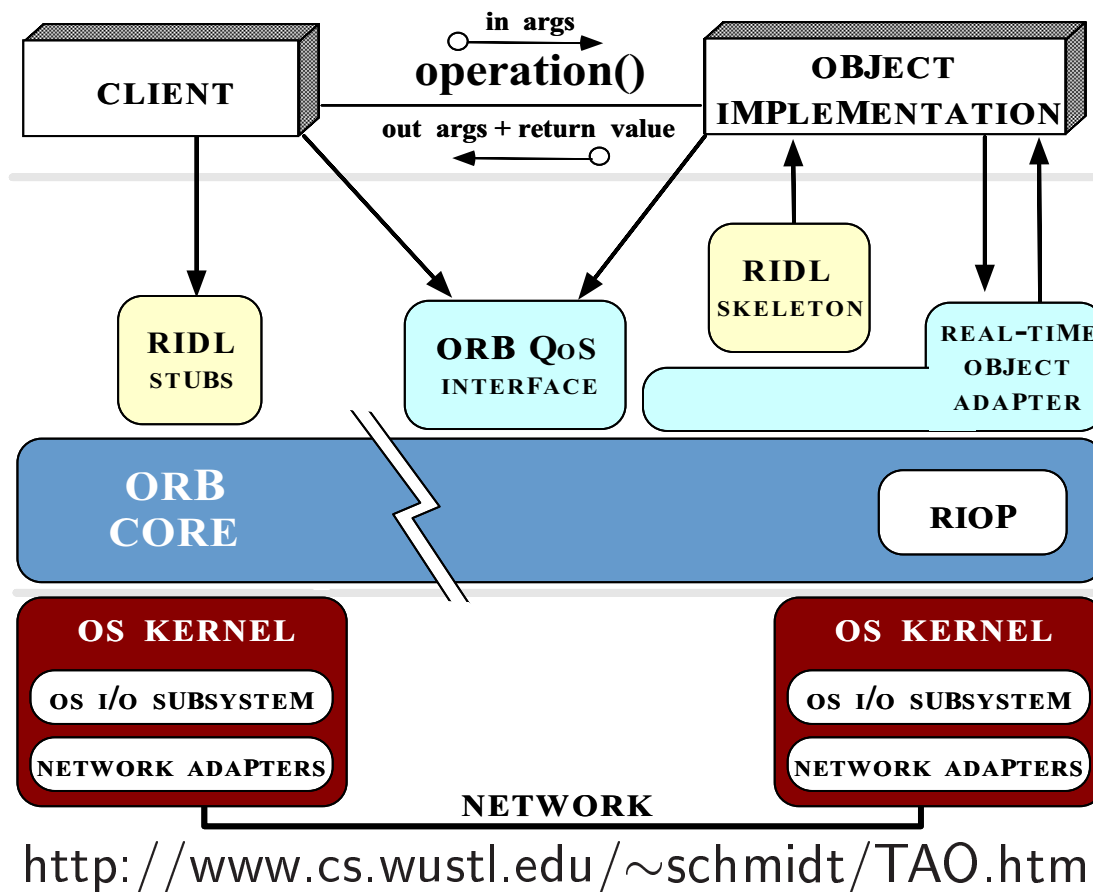 in args
operation()
out args + return value
CLIENT
OBJECT
IMPLEMENTATION
RIDL
STUBS
ORB QoS
INTERFACE
RIDL
SKELETON
REAL-TIME
OBJECT
ADAPTER
ORB
CORE
RIOP
OS KERNEL
OS I/O SUBSYSTEM
NETWORK ADAPTERS
OS KERNEL
OS I/O SUBSYSTEM
NETWORK ADAPTERS
NETWORK
http://www.cs.wustl.edu/~schmidt/TAO.htm